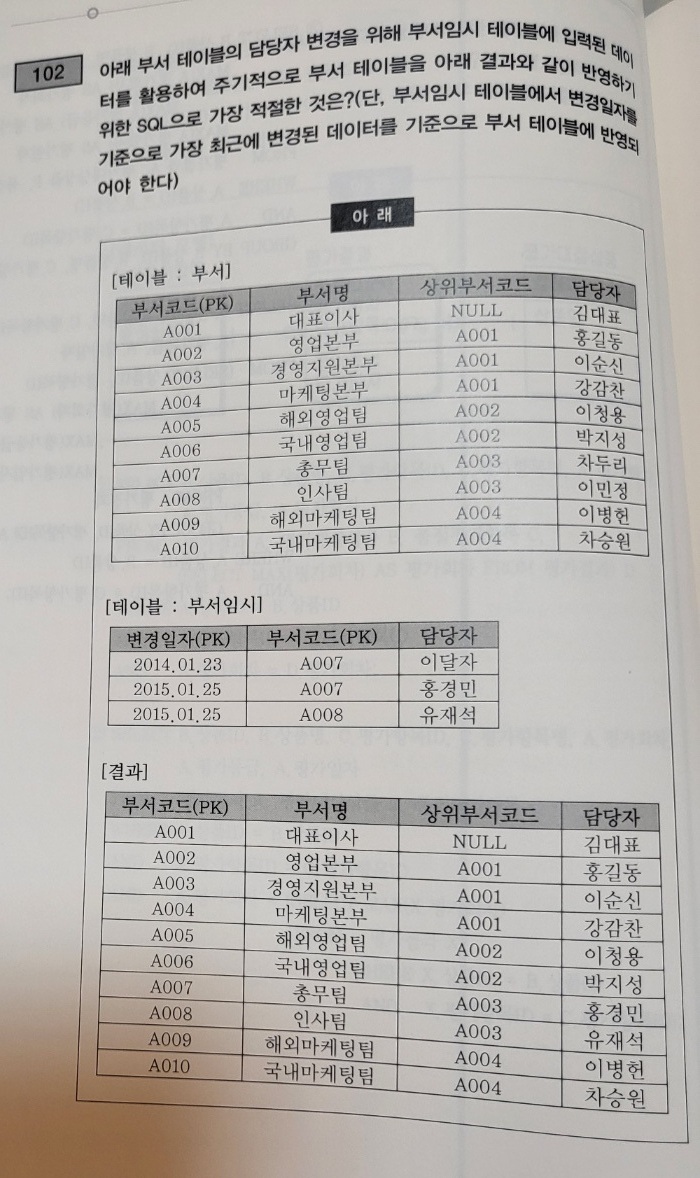 102
아래 부서 테이블의 담당자 변경을 위해 부서임시 테이블에 입력된 데이
터를 활용하여 주기적으로 부서 테이블을 아래 결과와 같이 반영하기
위한 SQL으로 가장 적절한 것은?(단, 부서임시 테이블에서 변경일자를
기준으로 가장 최근에 변경된 데이터를 기준으로 부서 테이블에 반영되
어야 한다)
아 래
[테이블 : 부서]
부서코드(PK) 부서명 상위부서코드 담당자
A001 대표이사 NULL 김대표
A002 영업본부 A001 홍길동
A003 경영지원본부 A001 이순신
A004 마케팅본부 A001 강감찬
A005 해외영업팀 A002 이청용
A006 국내영업팀 A002 박지성
A007 총무팀 A003 차두리
A008 인사팀 A003 이민정
A009 해외마케팅팀 A004 이병헌
A010 국내마케팅팀 A004 차승원
[테이블 : 부서임시]
변경일자(PK) 부서코드(PK) 담당자
2014.01.23 A007 이달자
2015.01.25 A007 홍경민
2015.01.25 A008 유재석
[결과]
부서코드(PK) 부서명 상위부서코드 담당자
A001 대표이사 NULL 김대표
A002 영업본부 A001 홍길동
A003 경영지원본부 A001 이순신
A004 마케팅본부 A001 강감찬
A005 해외영업팀 A002 이청용
A006 국내영업팀 A002 박지성
A007 총무팀 A003 홍경민
A008 인사팀 A003 유재석
A009 해외마케팅팀 A004 이병헌
A010 국내마케팅팀 A004 차승원